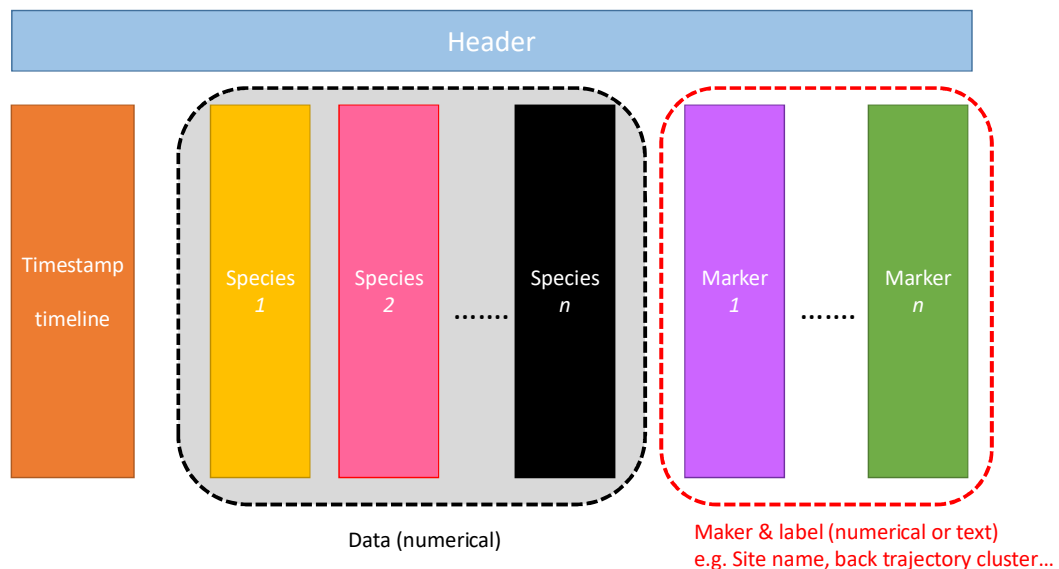 Header
Timestamp
timeline
Species
1
Species
2
.......
Species
n
Marker
1
.......
Marker
n
Data (numerical)
Maker & label (numerical or text)
e.g. Site name, back trajectory cluster...